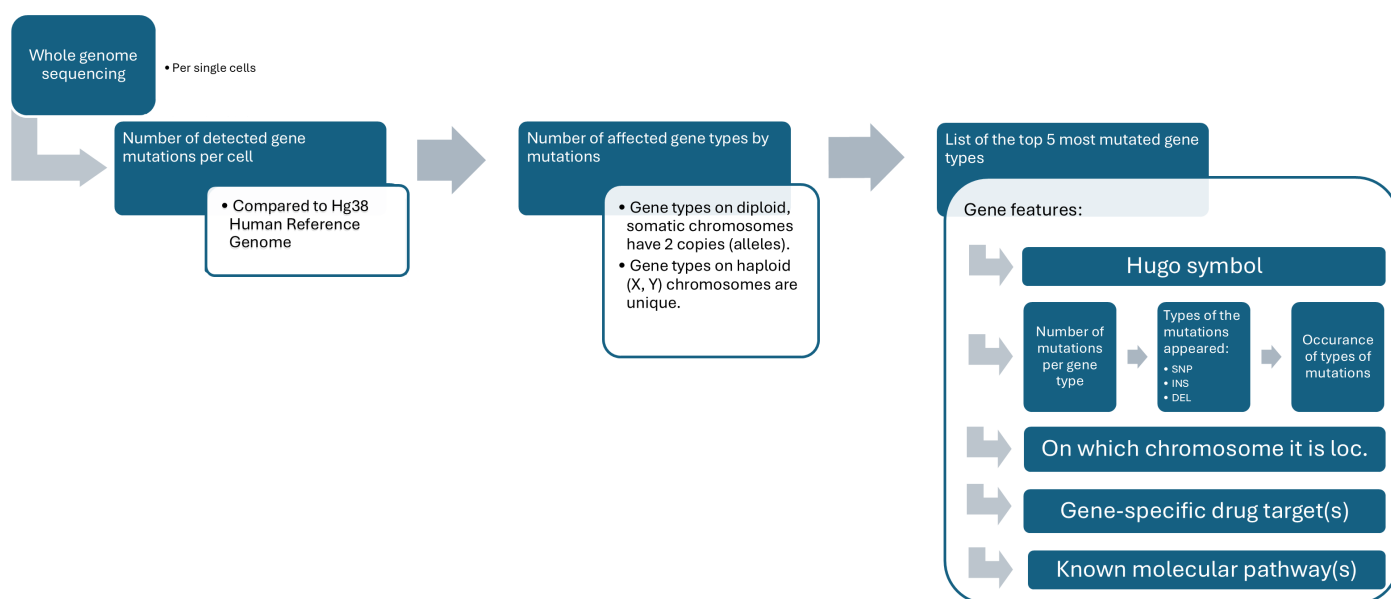 Whole genome
sequencing
• Per single cells
Number of detected gene
mutations per cell
• Compared to Hg38
Human Reference
Genome
Number of affected gene types by
mutations
• Gene types on diploid,
somatic chromosomes
have 2 copies (alleles).
• Gene types on haploid
(X, Y) chromosomes are
unique.
List of the top 5 most mutated gene
types
Gene features:
Hugo symbol
Number of
mutations
per gene
type
Types of the
mutations
appeared:
• SNP
• INS
• DEL
Occurance
of types of
mutations
On which chromosome it is loc.
Gene-specific drug target(s)
Known molecular pathway(s)